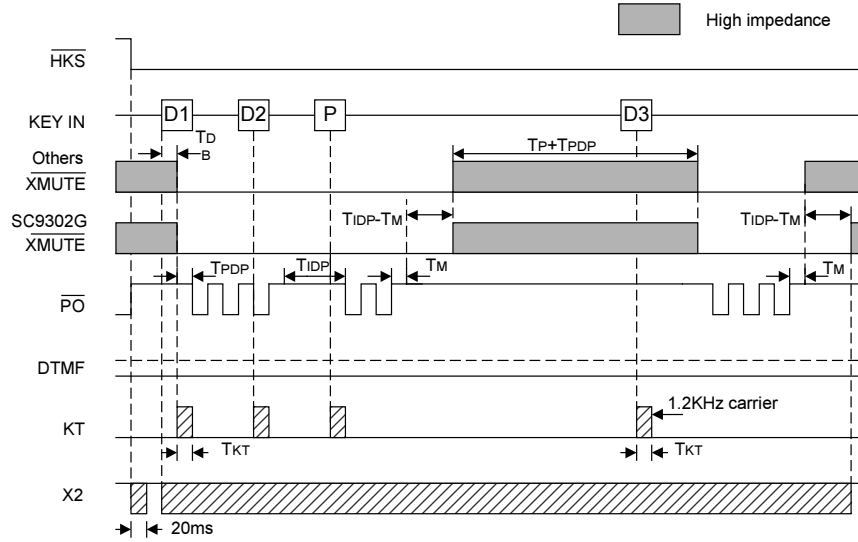 High impedance
HKS
KEY IN D1 D2 P D3
TD
B
TP+TPDP
Others
XMUTE
SC9302G
XMUTE
TIDP-TM TIDP-TM
TPDP TIDP TM TM
PO
DTMF
1.2KHz carrier
KT
TKT TKT
X2
20ms